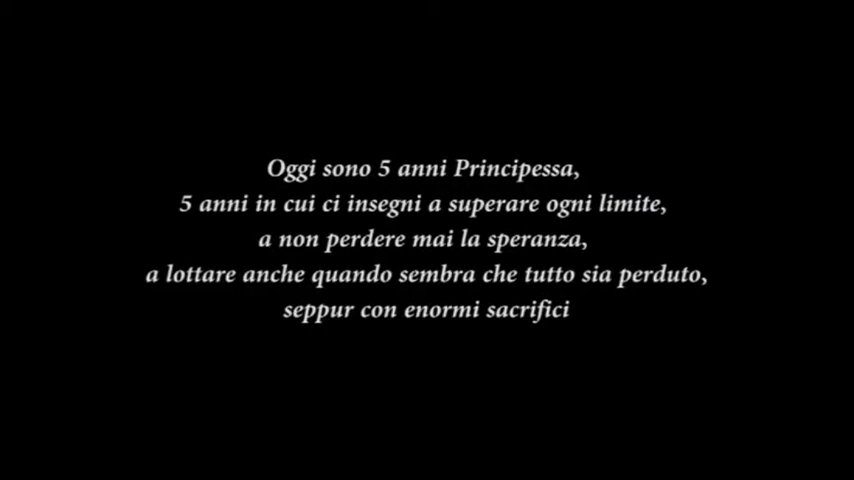 Oggi sono 5 anni Principessa,
5 anni in cui ci insegni a superare ogni limite,
a non perdere mai la speranza,
a lottare anche quando sembra che tutto sia perduto,
seppur con enormi sacrifici